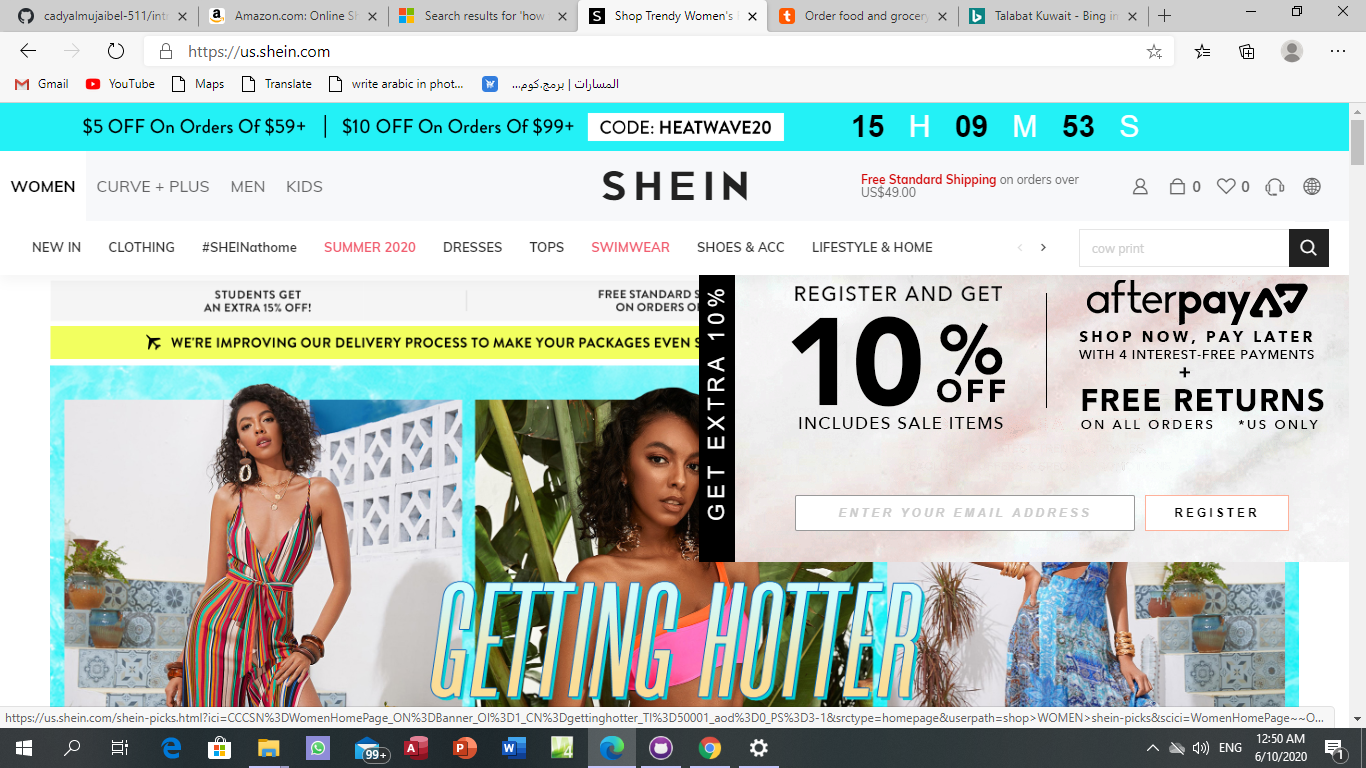 cadyalmujaibel-511/int
Amazon.com: Online Sh
Search results for 'how
Shop Trendy Women's
Order food and grocery
Talabat Kuwait - Bing im
https://us.shein.com
Gmail
YouTube
Maps
Translate
write arabic in phot...
المسارات | برمج.كوم...
$5 OFF On Orders Of $59+ | $10 OFF On Orders Of $99+ CODE: HEATWAVE20 15 H 09 M 53 S
WOMEN CURVE + PLUS MEN KIDS
SHEIN
Free Standard Shipping on orders over
US$49.00
0
0
NEW IN CLOTHING #SHEINathome SUMMER 2020 DRESSES TOPS SWIMWEAR SHOES & ACC LIFESTYLE & HOME
cow print
STUDENTS GET
AN EXTRA 15% OFF!
FREE STANDARD S
ON ORDERS O
WE'RE IMPROVING OUR DELIVERY PROCESS TO MAKE YOUR PACKAGES EVEN S
GET EXTRA 10%
REGISTER AND GET
10% OFF
INCLUDES SALE ITEMS
afterpay
SHOP NOW, PAY LATER
WITH 4 INTEREST-FREE PAYMENTS
+
FREE RETURNS
ON ALL ORDERS *US ONLY
ENTER YOUR EMAIL ADDRESS
REGISTER
GETTING HOTTER
https://us.shein.com/shein-picks.html?ici=CCCSN%3DWomenHomePage_ON%3DBanner_OI%3D1_CN%3Dgettinghotter_TI%3D50001_aod%3D0_PS%3D3-1&srctype=homepage&userpath=shop>WOMEN>shein-picks&scici=WomenHomePage~~O...
99+
ENG
12:50 AM
6/10/2020
1